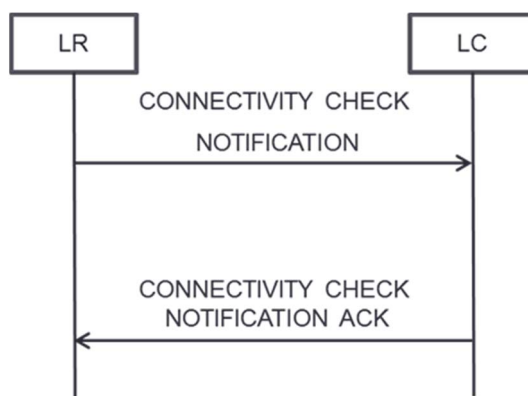 LR
LC
CONNECTIVITY CHECK
NOTIFICATION
CONNECTIVITY CHECK
NOTIFICATION ACK